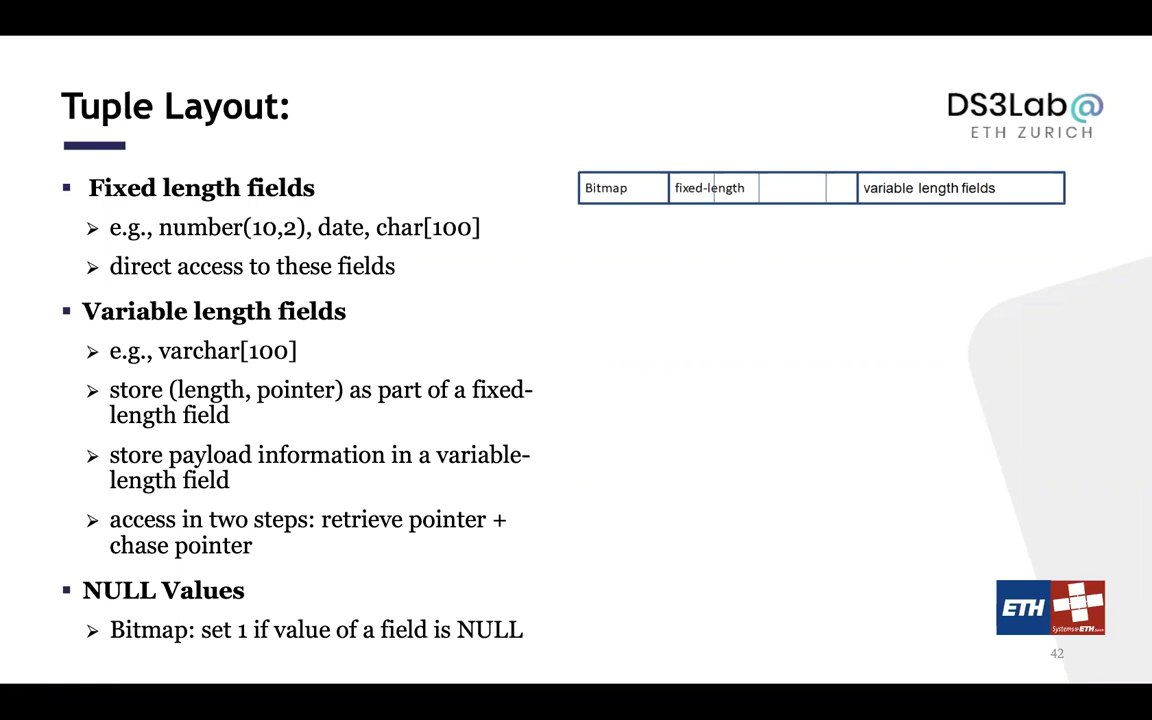 Tuple Layout:
DS3Lab@
ETH ZURICH
▪ Fixed length fields
➢ e.g., number(10,2), date, char[100]
➢ direct access to these fields
▪ Variable length fields
➢ e.g., varchar[100]
➢ store (length, pointer) as part of a fixed-
length field
➢ store payload information in a variable-
length field
➢ access in two steps: retrieve pointer +
chase pointer
▪ NULL Values
➢ Bitmap: set 1 if value of a field is NULL
Bitmap fixed-length variable length fields
ETH
Systems@ETH
42